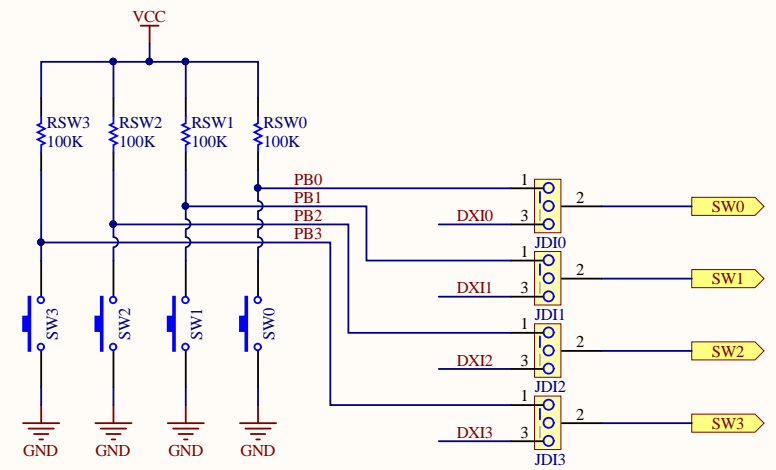 VCC
RSW3 RSW2 RSW1 RSW0
100K 100K 100K 100K
PB0 1
PB1 2 SW0
PB2 DXI0 3
PB3 JDI0
1
2 SW1
DXI1 3
SW3 SW2 SW1 SW0 JDI1
1
2 SW2
DXI2 3
JDI2
1
2 SW3
DXI3 3
GND GND GND GND
JDI3